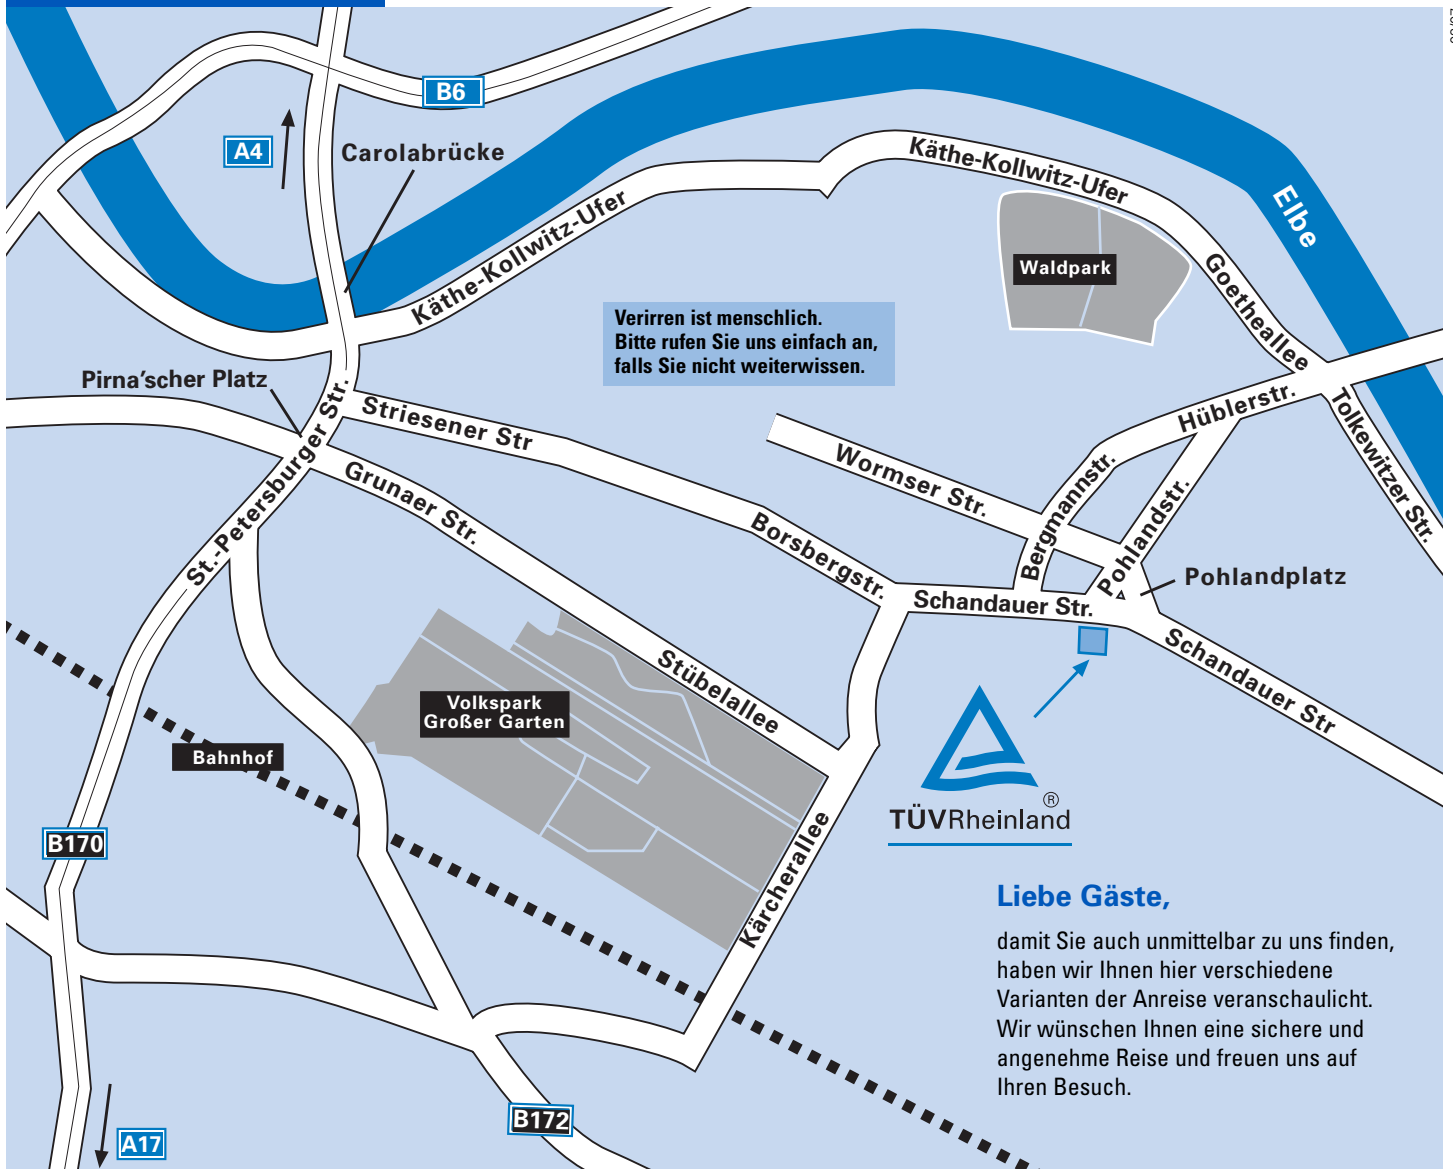 B6
A4
Carolabrücke
Käthe-Kollwitz-Ufer
Käthe-Kollwitz-Ufer
Elbe
Waldpark
Goetheallee
Verirren ist menschlich.
Bitte rufen Sie uns einfach an,
falls Sie nicht weiterwissen.
Pirna'scher Platz
St.-Petersburger Str.
Striesener Str
Grunaer Str.
Hüblerstr.
Tolkewitzer Str.
Wormser Str.
Bergmannstr.
Pohlandstr.
Borsbergstr.
Schandauer Str.
Pohlandplatz
Schandauer Str
Stübelallee
Volkspark
Großer Garten
Bahnhof
TÜVRheinland
®
B170
Kärcherallee
Liebe Gäste,
damit Sie auch unmittelbar zu uns finden,
haben wir Ihnen hier verschiedene
Varianten der Anreise veranschaulicht.
Wir wünschen Ihnen eine sichere und
angenehme Reise und freuen uns auf
Ihren Besuch.
B172
A17